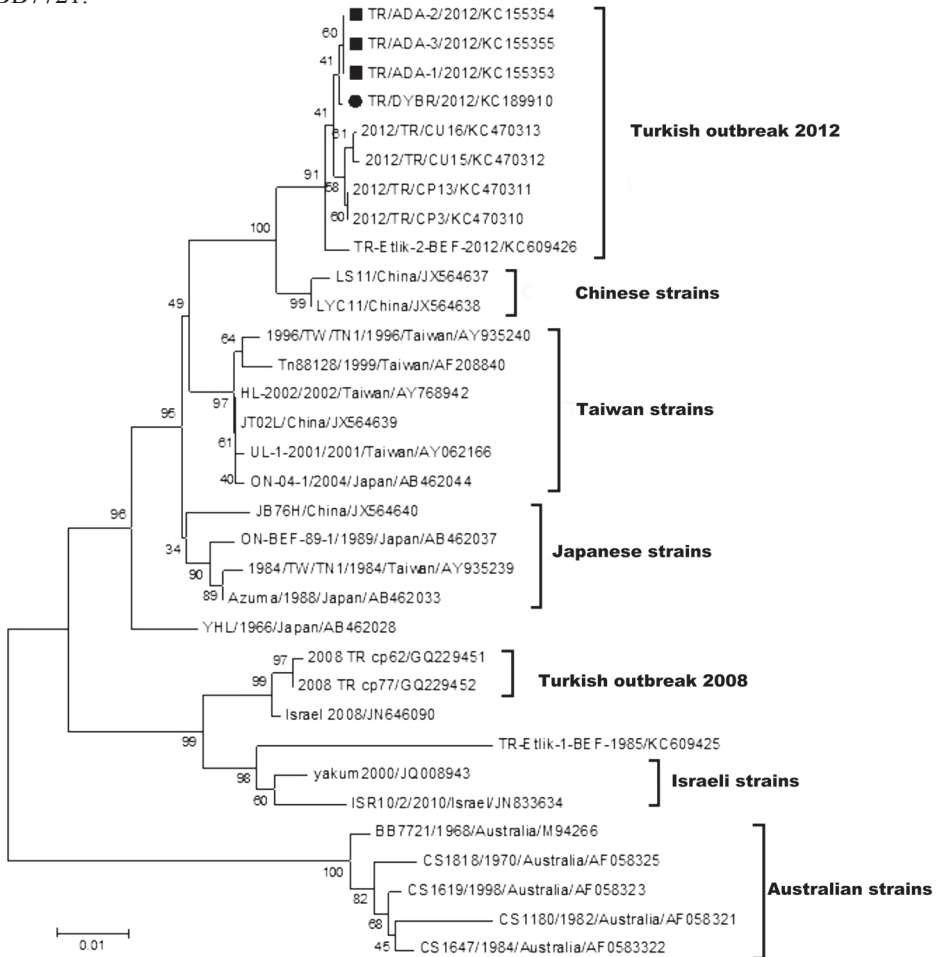 BB7721.
60
TR/ADA-2/2012/KC155354
41
TR/ADA-3/2012/KC155355
TR/ADA-1/2012/KC155353
41
TR/DYBR/2012/KC189910
61
2012/TR/CU16/KC470313
Turkish outbreak 2012
2012/TR/CU15/KC470312
91
58
2012/TR/CP13/KC470311
60
2012/TR/CP3/KC470310
100
TR-Etlik-2-BEF-2012/KC609426
LS11/China/JX564637
Chinese strains
99
LYC11/China/JX564638
49
64
1996/TW/TN1/1996/Taiwan/AY935240
Tn88128/1999/Taiwan/AF208840
97
HL-2002/2002/Taiwan/AY768942
Taiwan strains
95
JT02L/China/JX564639
61
UL-1-2001/2001/Taiwan/AY062166
40
ON-04-1/2004/Japan/AB462044
96
JB76H/China/JX564640
34
ON-BEF-89-1/1989/Japan/AB462037
Japanese strains
90
1984/TW/TN1/1984/Taiwan/AY935239
89
Azuma/1988/Japan/AB462033
YHL/1966/Japan/AB462028
97
2008 TR cp62/GQ229451
99
2008 TR cp77/GQ229452
Turkish outbreak 2008
Israel 2008/JN646090
99
TR-Etlik-1-BEF-1985/KC609425
98
yakum2000/JQ008943
Israeli strains
60
ISR10/2/2010/Israel/JN833634
BB7721/1968/Australia/M94266
100
CS1818/1970/Australia/AF058325
82
CS1619/1998/Australia/AF058323
Australian strains
68
CS1180/1982/Australia/AF058321
45
CS1647/1984/Australia/AF0583322
0.01